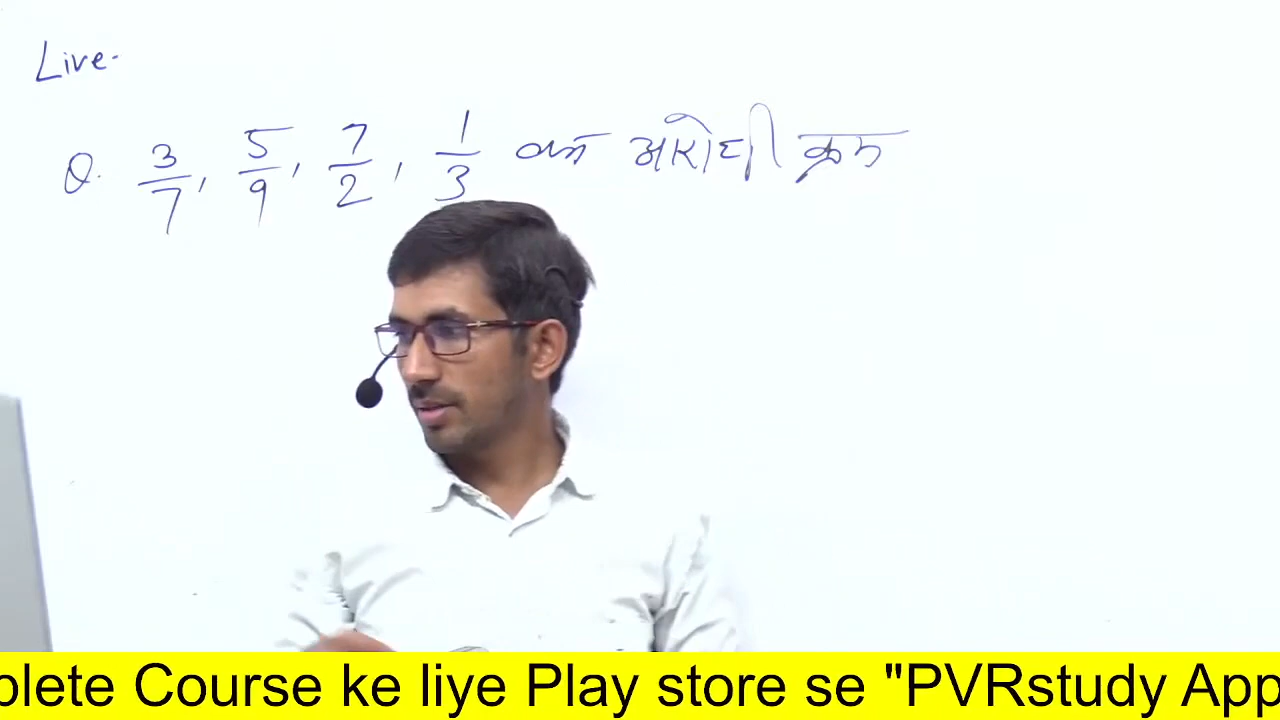 Live-
Q. 3/7, 5/9, 7/2, 1/3 का अरोही क्रम
plete Course ke liye Play store se "PVRstudy App